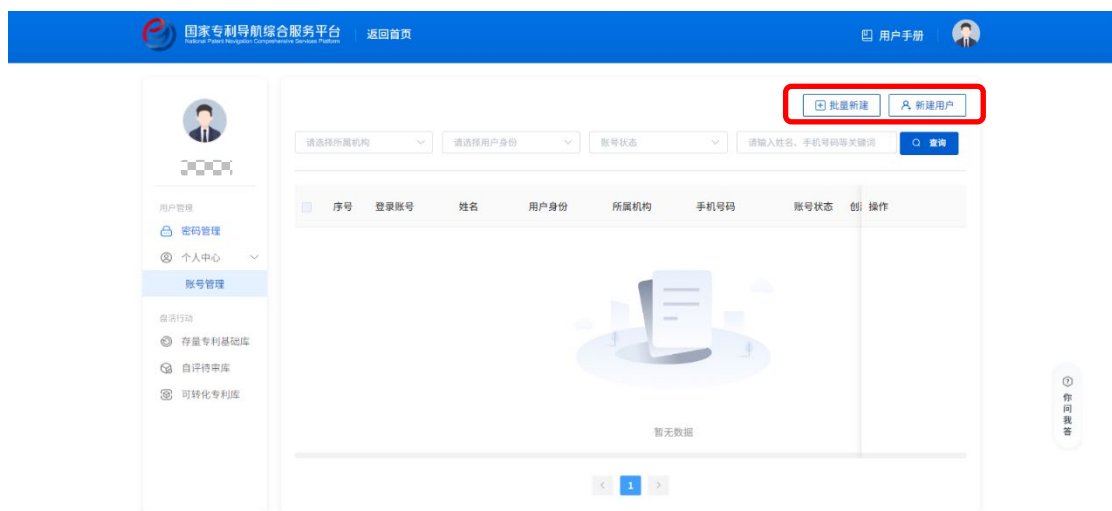 国家专利导航综合服务平台
National Patent Navigation Comprehensive Services Platform
返回首页
用户手册
批量新建
新建用户
请选择所属机构
请选择用户身份
账号状态
请输入姓名、手机号码等关键词
查询
用户管理
密码管理
个人中心
账号管理
盘活行动
存量专利基础库
自评待审库
可转化专利库
序号 登录账号 姓名 用户身份 所属机构 手机号码 账号状态 创 操作
暂无数据
1
你问我答